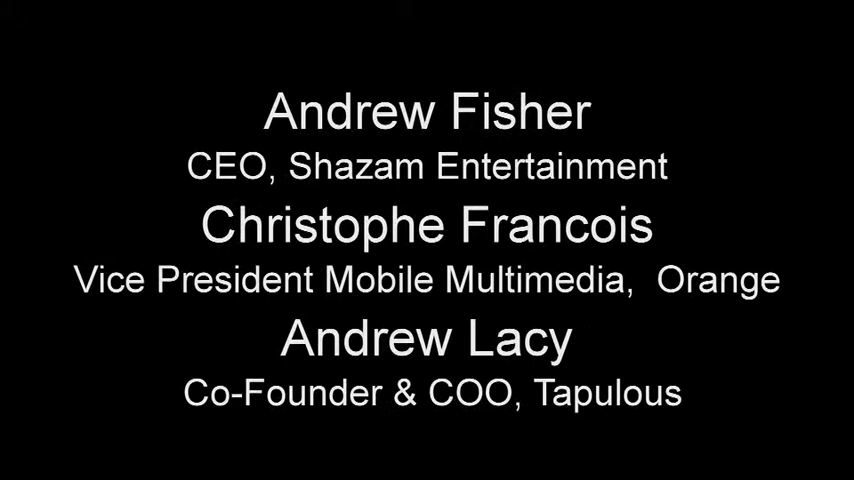 Andrew Fisher
CEO, Shazam Entertainment
Christophe Francois
Vice President Mobile Multimedia,  Orange
Andrew Lacy
Co-Founder & COO, Tapulous